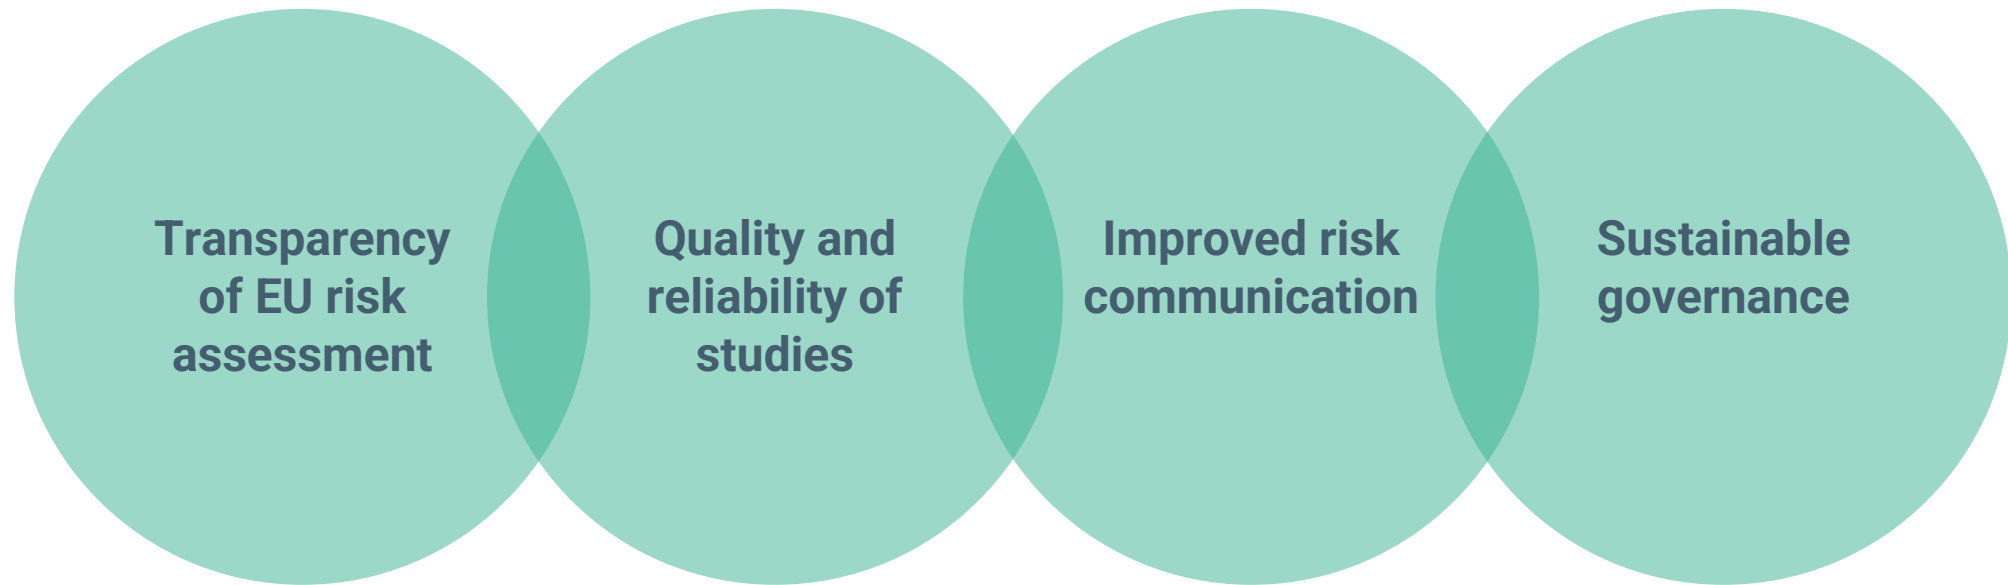 Transparency
of EU risk
assessment
Quality and
reliability of
studies
Improved risk
communication
Sustainable
governance